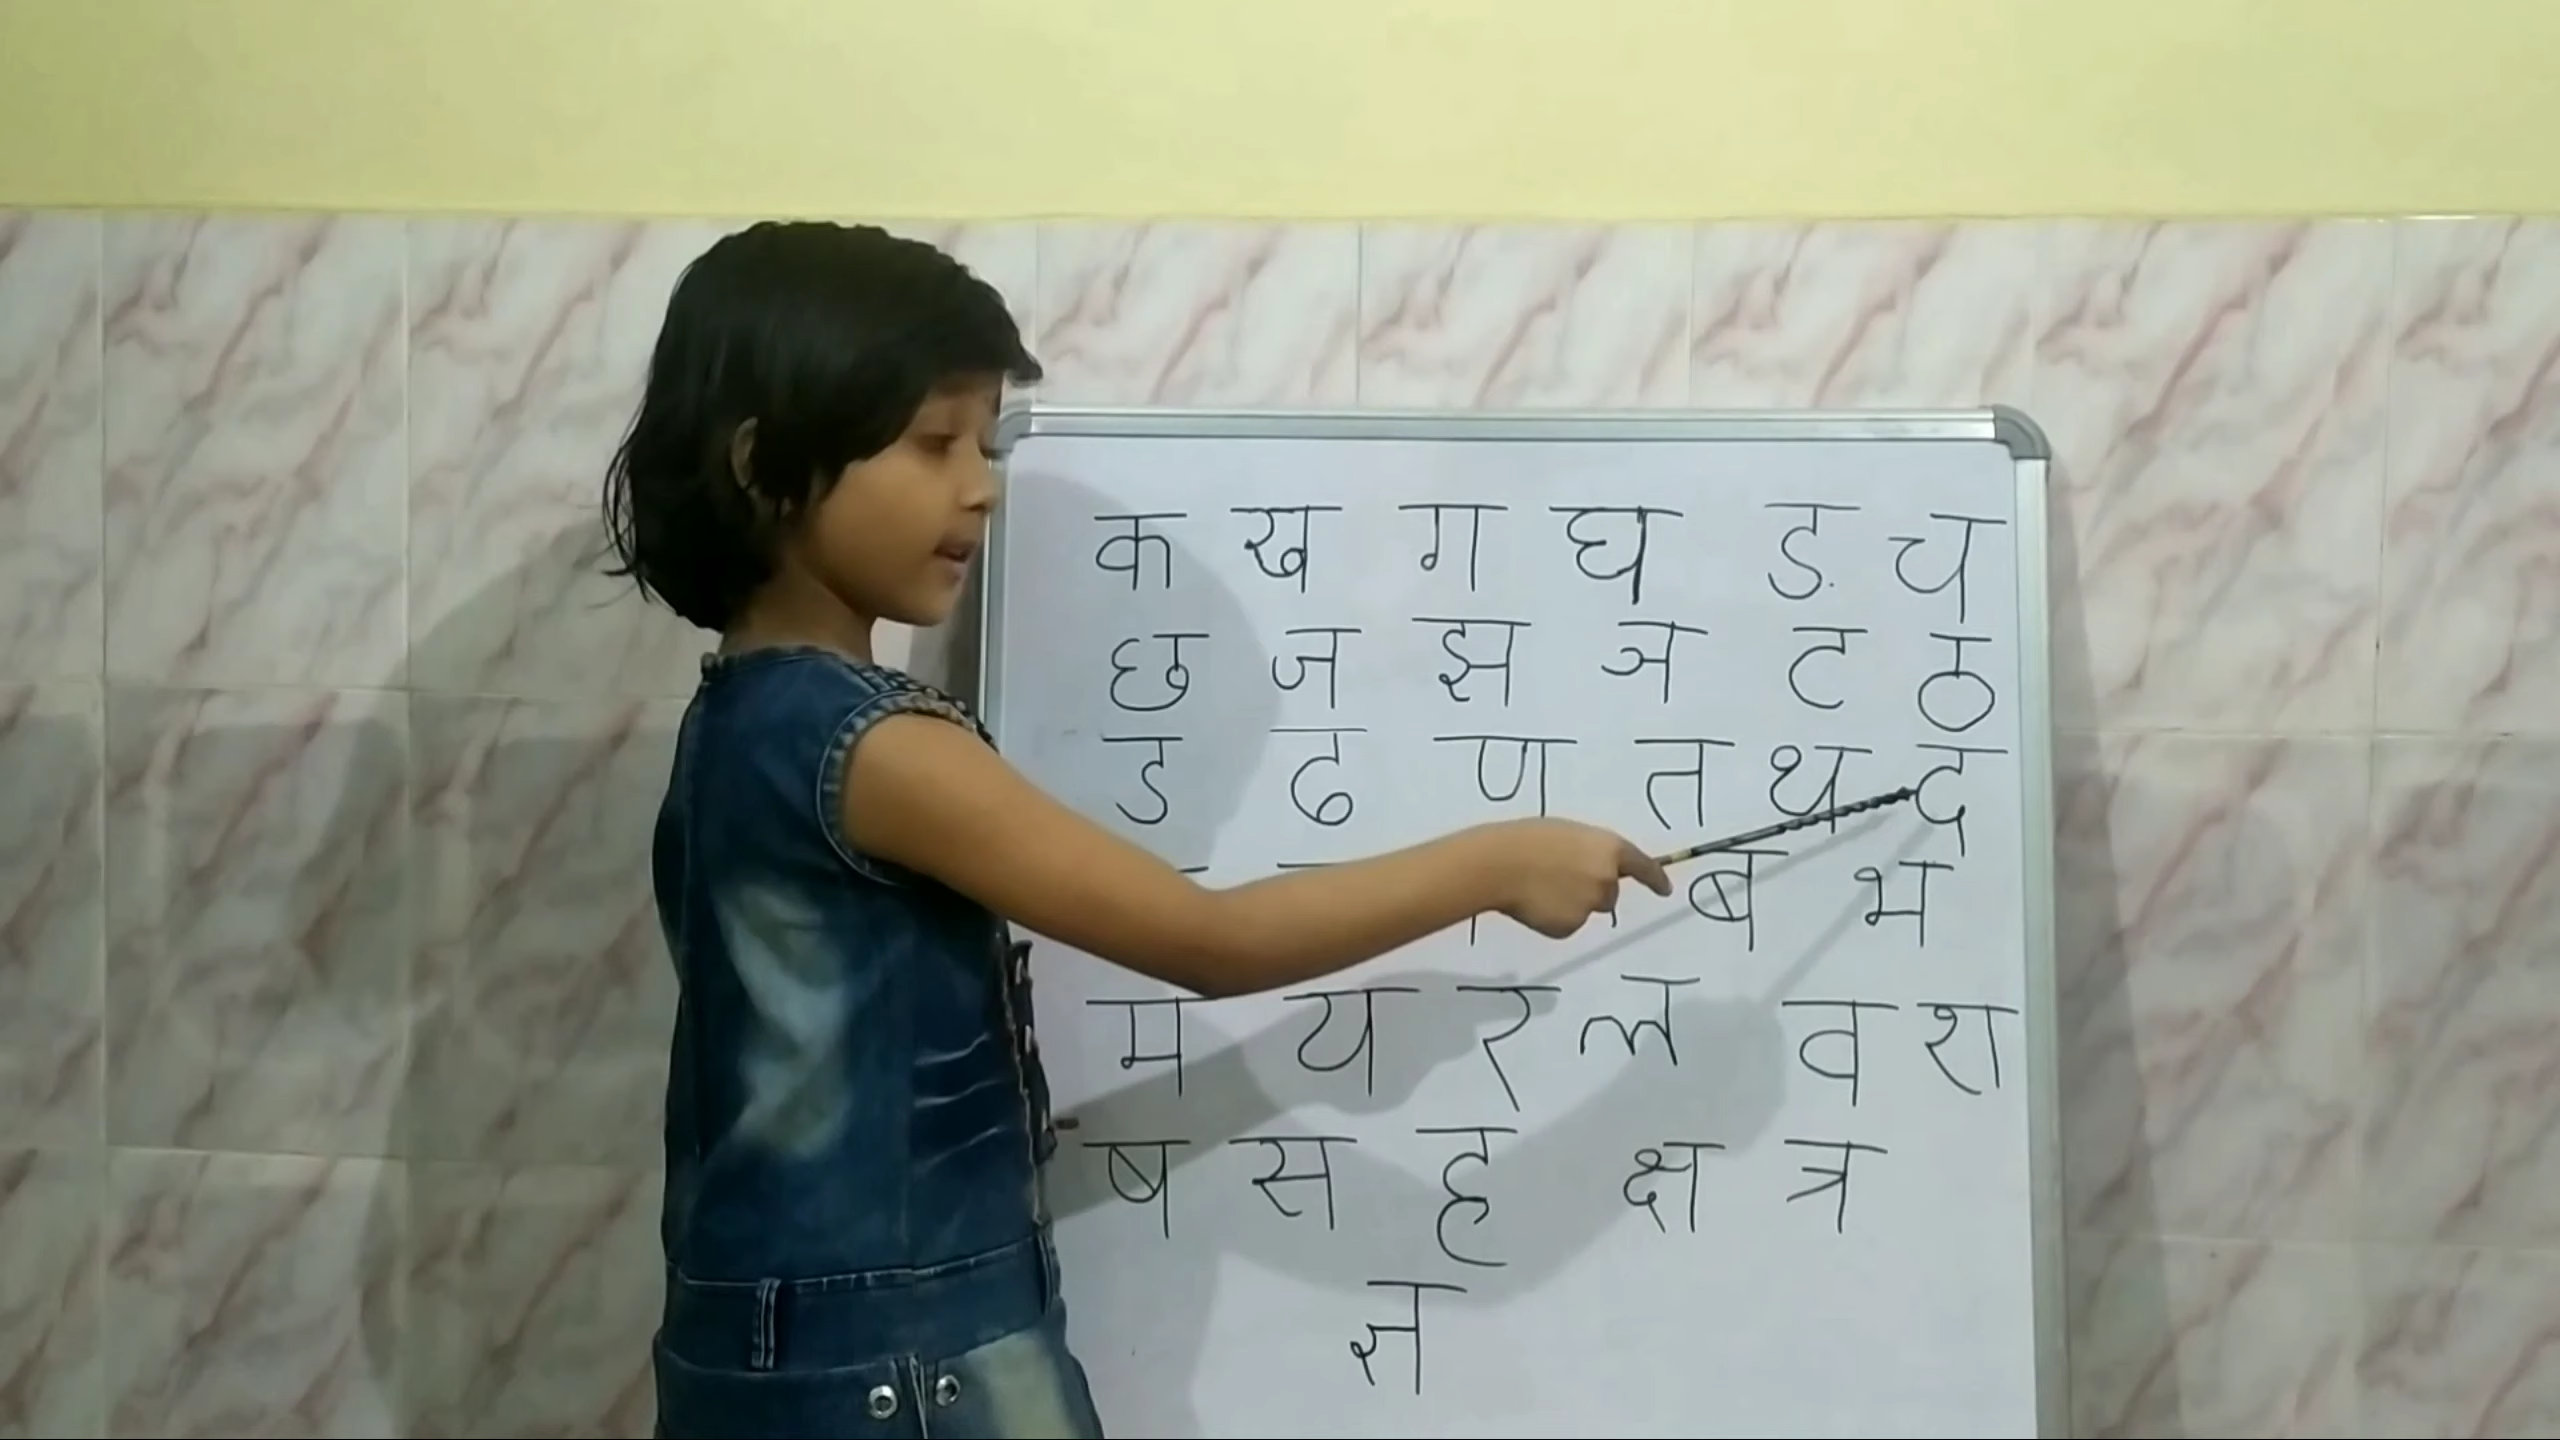 क ख ग घ ङ च
छ ज झ ञ ट ठ
ड ढ ण त थ द
ब भ
म य र ल व श
ष स ह क्ष त्र
ज्ञ